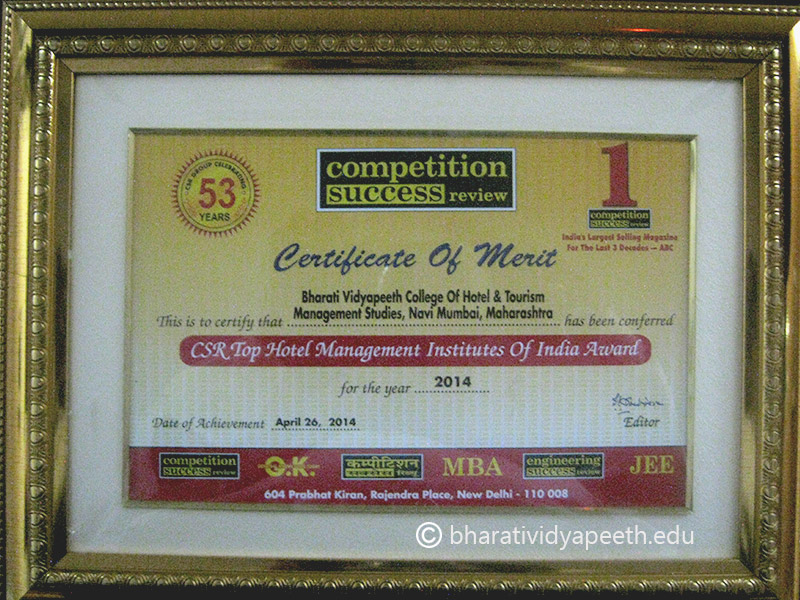 CSR GROUP CELEBRATING
53
YEARS
competition
success review
1
competition
success review
India's Largest Selling Magazine
For The Last 3 Decades – ABC
Certificate Of Merit
Bharati Vidyapeeth College Of Hotel & Tourism
Management Studies, Navi Mumbai, Maharashtra
This is to certify that has been conferred
CSR Top Hotel Management Institutes Of India Award
for the year 2014
Date of Achievement April 26, 2014
Editor
competition
success review
O.K.
कम्पीटिशन
सक्सेस रिव्यू
MBA
engineering
success review
JEE
604 Prabhat Kiran, Rajendra Place, New Delhi - 110 008
© bharatividyapeeth.edu